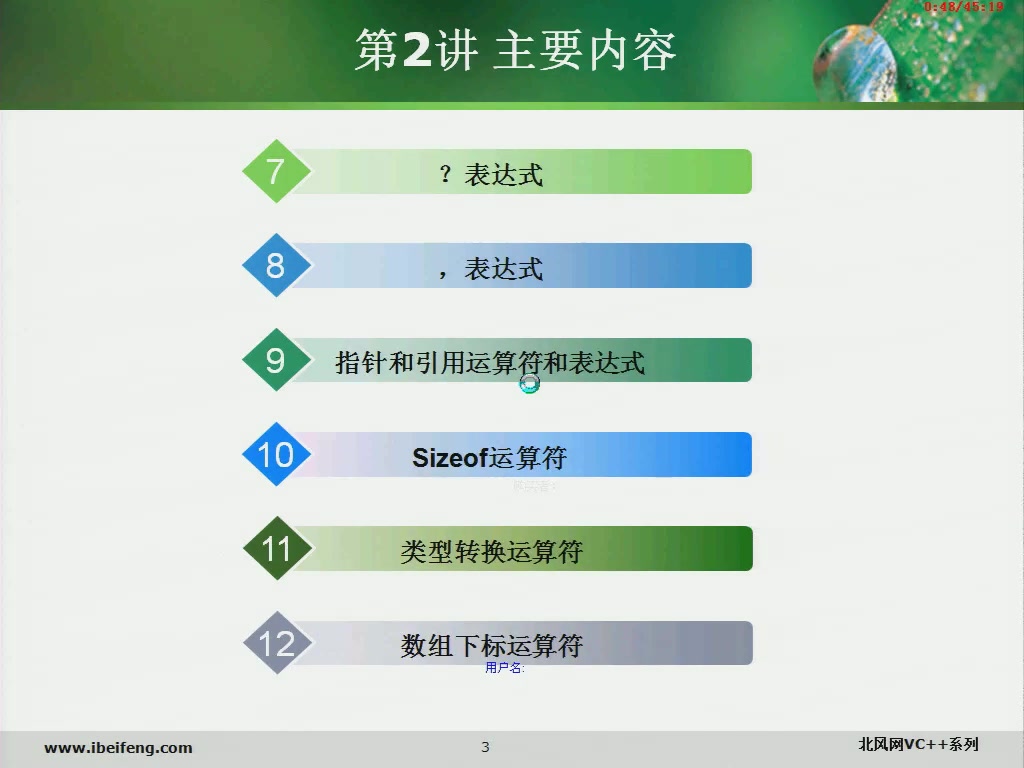 0:48/45:19
第2讲 主要内容
7
？表达式
8
，表达式
9
指针和引用运算符和表达式
10
Sizeof运算符
11
类型转换运算符
12
数组下标运算符
用户名:
www.ibeifeng.com
3
北风网VC++系列